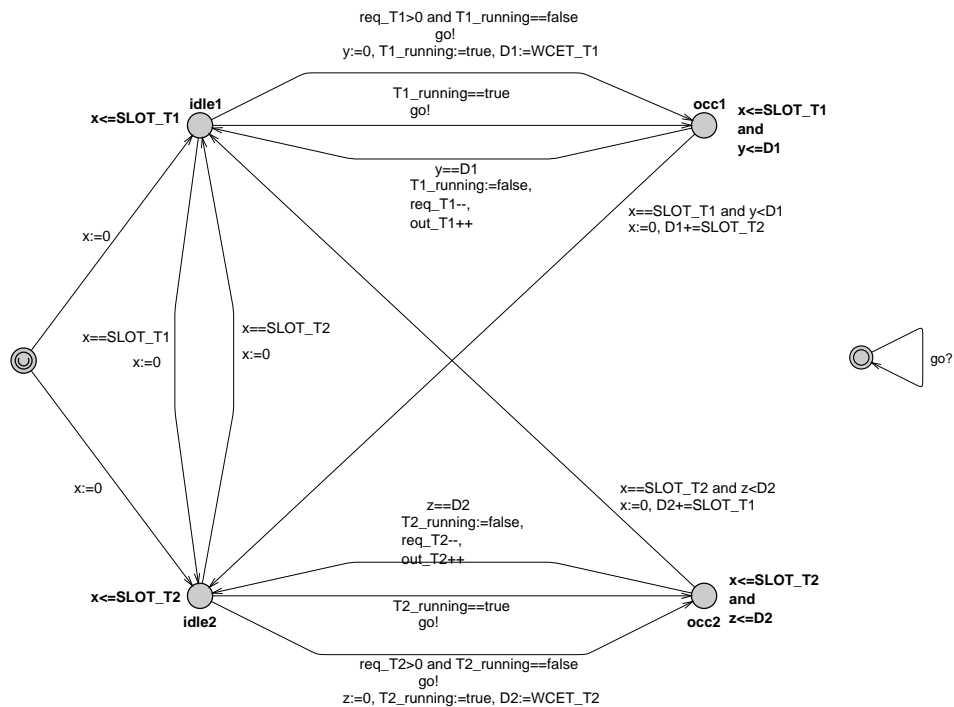 req_T1>0 and T1_running==false
go!
y:=0, T1_running:=true, D1:=WCET_T1
idle1
x<=SLOT_T1
T1_running==true
go!
occ1
x<=SLOT_T1
and
y<=D1
y==D1
T1_running:=false,
req_T1--,
out_T1++
x==SLOT_T1 and y<D1
x:=0, D1+=SLOT_T2
x:=0
x==SLOT_T1
x:=0
x==SLOT_T2
x:=0
go?
x:=0
x==SLOT_T2 and z<D2
x:=0, D2+=SLOT_T1
z==D2
T2_running:=false,
req_T2--,
out_T2++
x<=SLOT_T2
idle2
T2_running==true
go!
x<=SLOT_T2
and
z<=D2
occ2
req_T2>0 and T2_running==false
go!
z:=0, T2_running:=true, D2:=WCET_T2